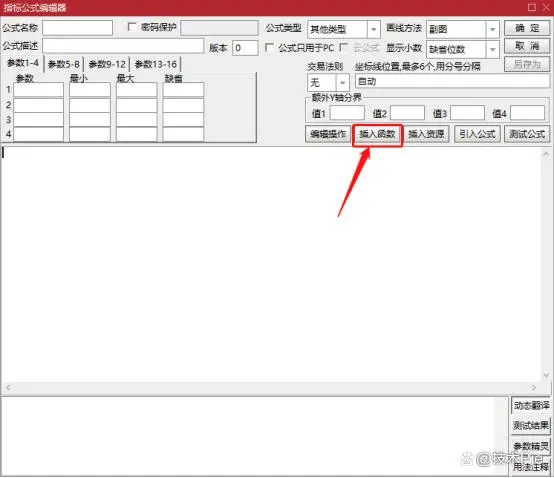 指标公式编辑器
公式名称 密码保护 公式类型 其他类型 画线方法 副图 确 定
公式描述 版本 0 公式只用于PC 云公式 显示小数 缺省位数 取 消
参数1-4 参数5-8 参数9-12 参数13-16 交易法则 坐标线位置,最多6个,用分号分隔 另存为
参数 最小 最大 缺省 无 自动
1
额外Y轴分界
2 值1 值2 值3 值4
3
4 编辑操作 插入函数 插入资源 引入公式 测试公式
动态翻译
测试结果
参数精灵
用法注释